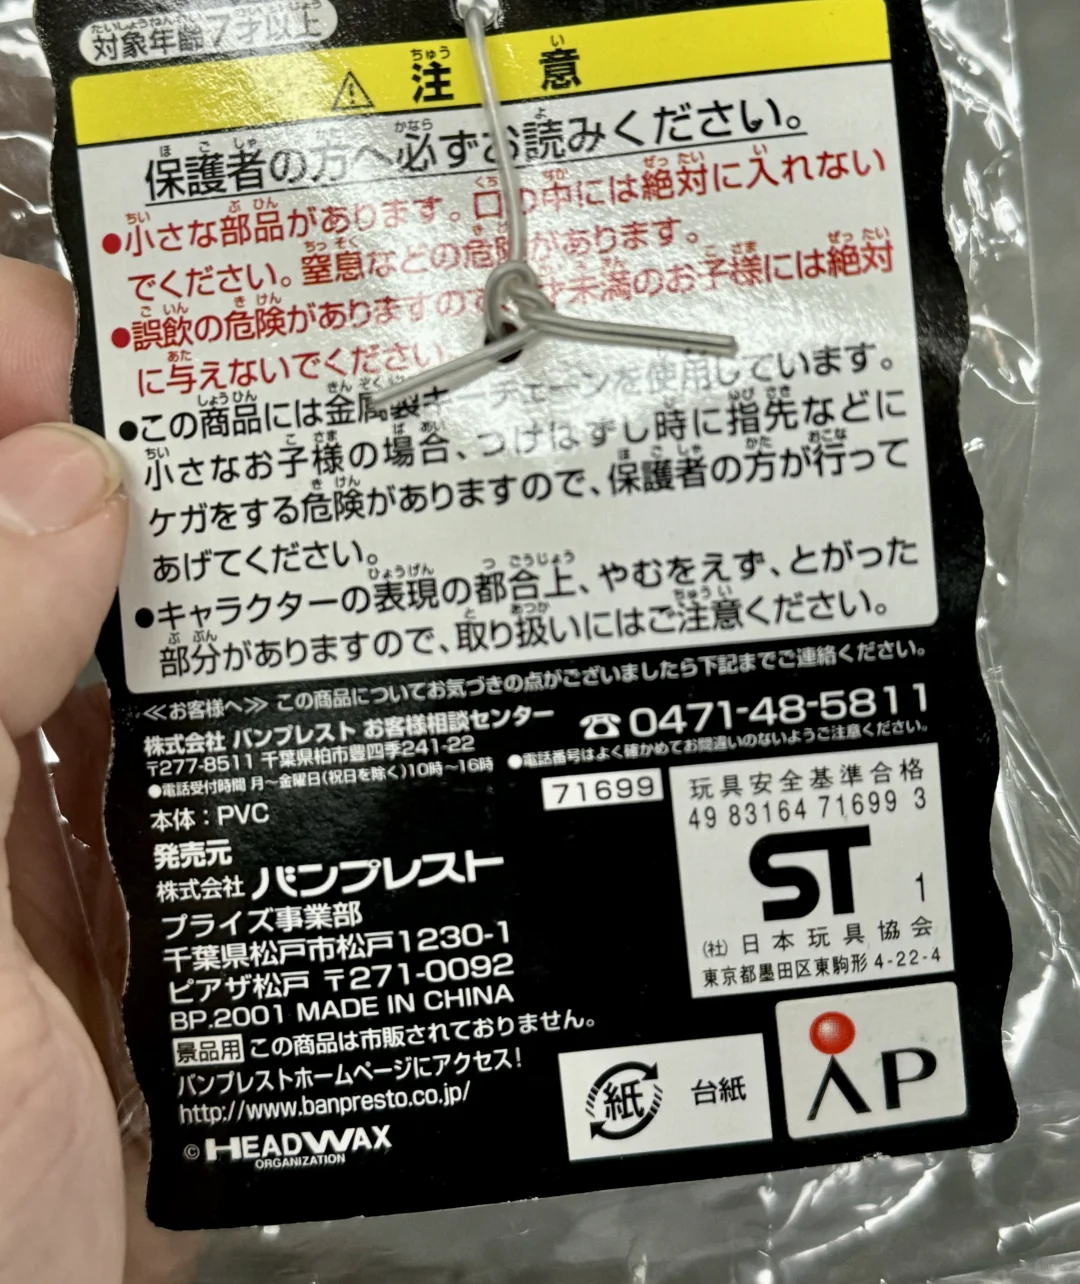 対象年齢7才以上
注意
保護者の方へ必ずお読みください。
●小さな部品があります。口の中には絶対に入れない
でください。窒息などの危険があります。
●誤飲の危険がありますので、 才未満のお子様には絶対
に与えないでください
●この商品には金属製キーチェーンを使用しています。
小さなお子様の場合、つけはずし時に指先などに
ケガをする危険がありますので、保護者の方が行って
あげてください。
●キャラクターの表現の都合上、やむをえず、とがった
部分がありますので、取り扱いにはご注意ください。
≪お客様へ≫ この商品についてお気づきの点がございましたら下記までご連絡ください。
株式会社 バンプレスト お客様相談センター ☎0471-48-5811
〒277-8511 千葉県柏市豊四季241-22 ●電話番号はよく確かめてお間違いのないようご注意ください。
●電話受付時間 月〜金曜日(祝日を除く)10時〜16時
71699
本体：PVC
発売元
株式会社 バンプレスト
プライズ事業部
千葉県松戸市松戸1230-1
ピアザ松戸 〒271-0092
BP.2001 MADE IN CHINA
景品用 この商品は市販されておりません。
バンプレストホームページにアクセス！
http://www.banpresto.co.jp/
© HEADWAX
ORGANIZATION
玩具安全基準合格
49 83164 71699 3
ST 1
(社) 日本玩具協会
東京都墨田区東駒形 4-22-4
紙 台紙
AP